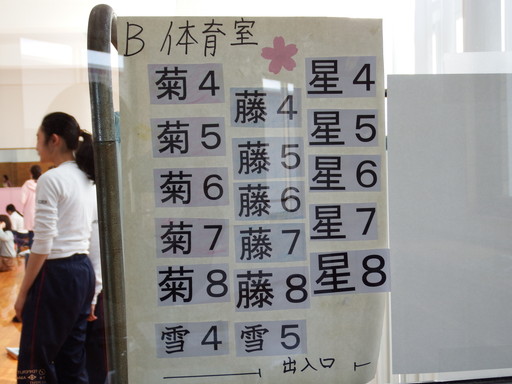 B 体育室
菊4 藤4 星4
菊5 藤5 星5
菊6 藤6 星6
菊7 藤7 星7
菊8 藤8 星8
雪4 雪5
出入口